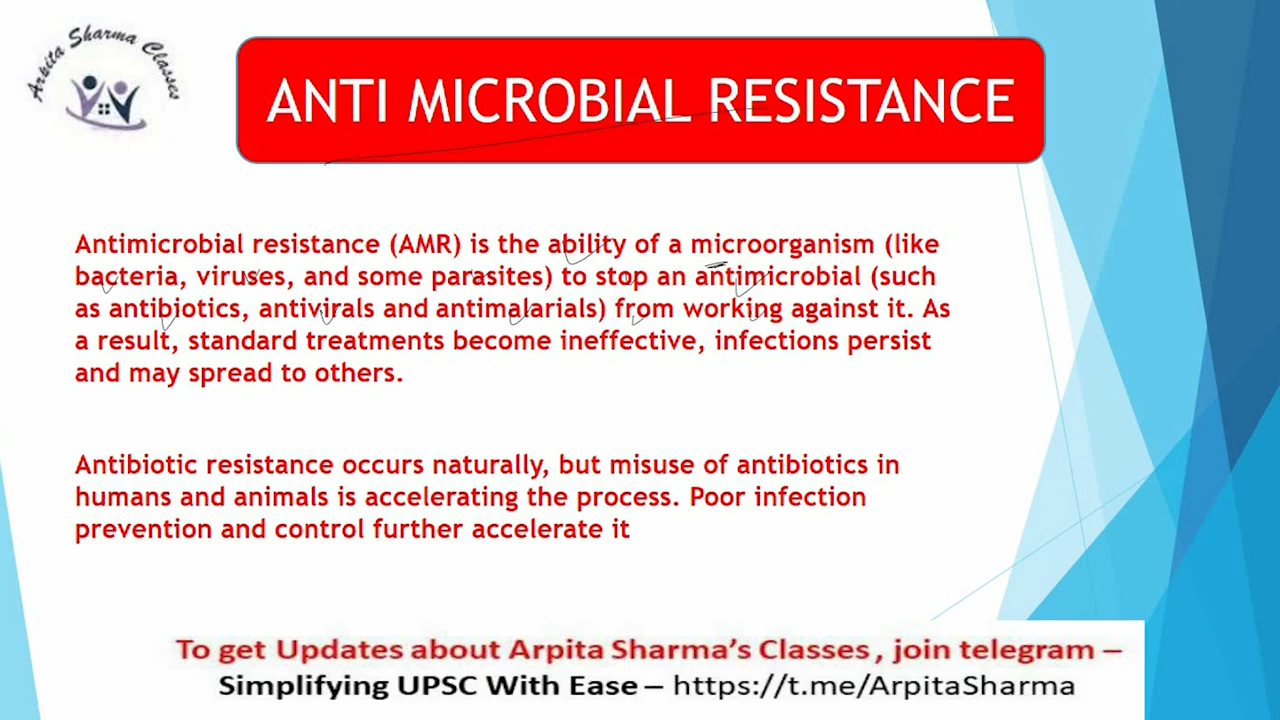 Arpita Sharma Classes
ANTI MICROBIAL RESISTANCE
Antimicrobial resistance (AMR) is the ability of a microorganism (like
bacteria, viruses, and some parasites) to stop an antimicrobial (such
as antibiotics, antivirals and antimalarials) from working against it. As
a result, standard treatments become ineffective, infections persist
and may spread to others.
Antibiotic resistance occurs naturally, but misuse of antibiotics in
humans and animals is accelerating the process. Poor infection
prevention and control further accelerate it
To get Updates about Arpita Sharma’s Classes , join telegram –
Simplifying UPSC With Ease – https://t.me/ArpitaSharma